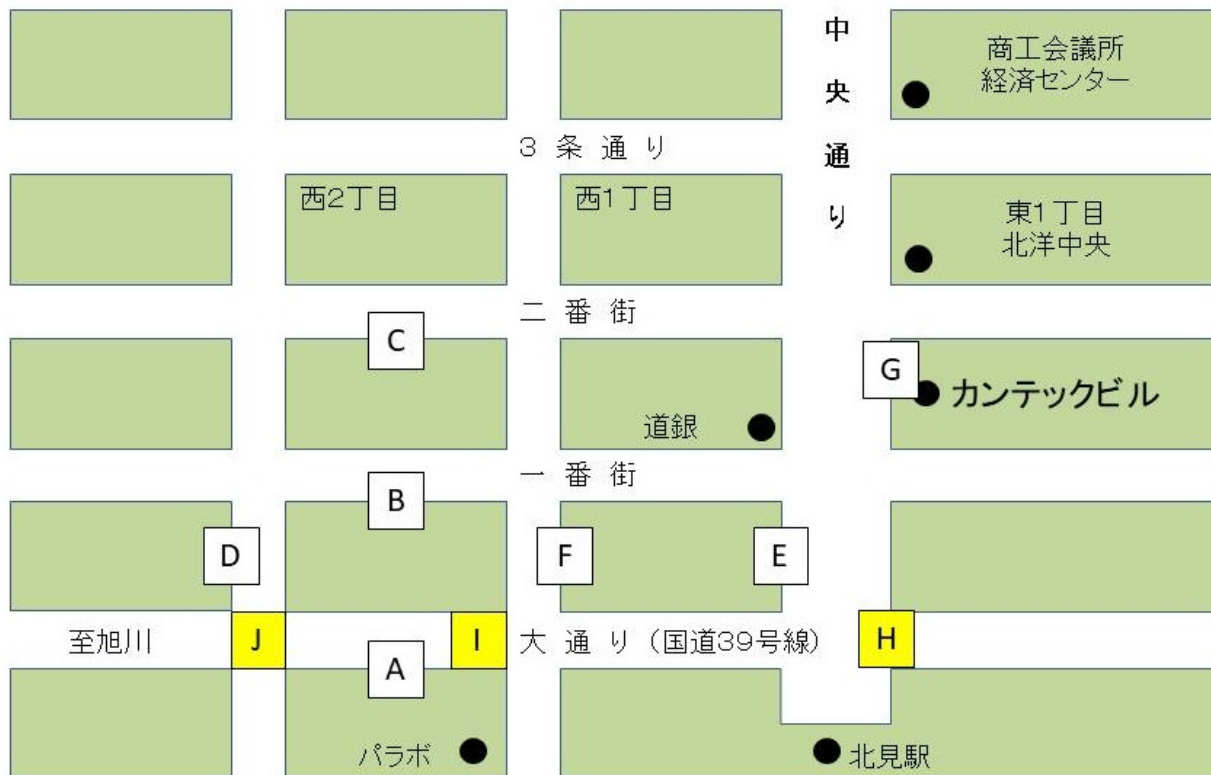 中央通り
商工会議所
経済センター
3条通り
西2丁目
西1丁目
東1丁目
北洋中央
二番街
C
G
カンテックビル
道銀
一番街
B
D
F
E
至旭川
J
I
大通り(国道39号線)
H
A
パラボ
北見駅